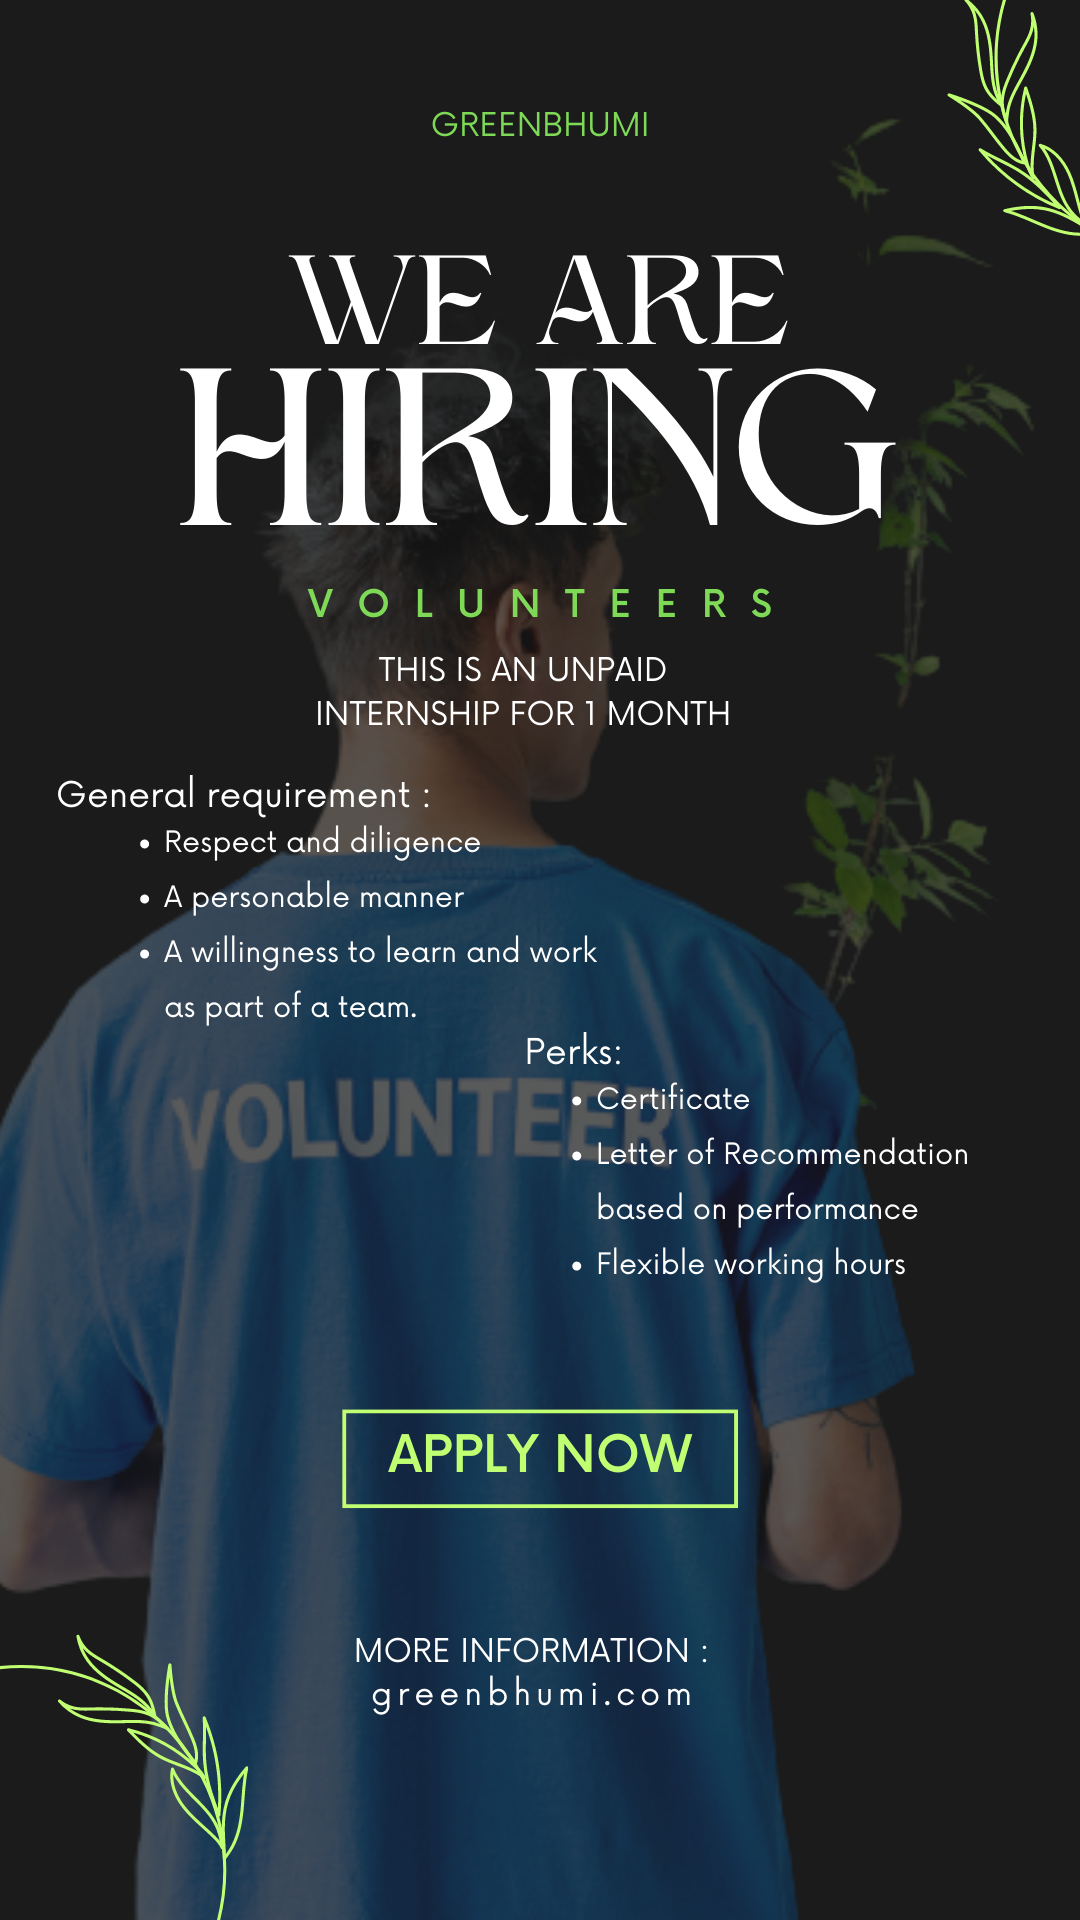 GREENBHUMI
WE ARE
HIRING
VOLUNTEERS
THIS IS AN UNPAID
INTERNSHIP FOR 1 MONTH
General requirement :
• Respect and diligence
• A personable manner
• A willingness to learn and work
as part of a team.
Perks:
• Certificate
• Letter of Recommendation
based on performance
• Flexible working hours
VOLUNTEER
APPLY NOW
MORE INFORMATION :
greenbhumi.com